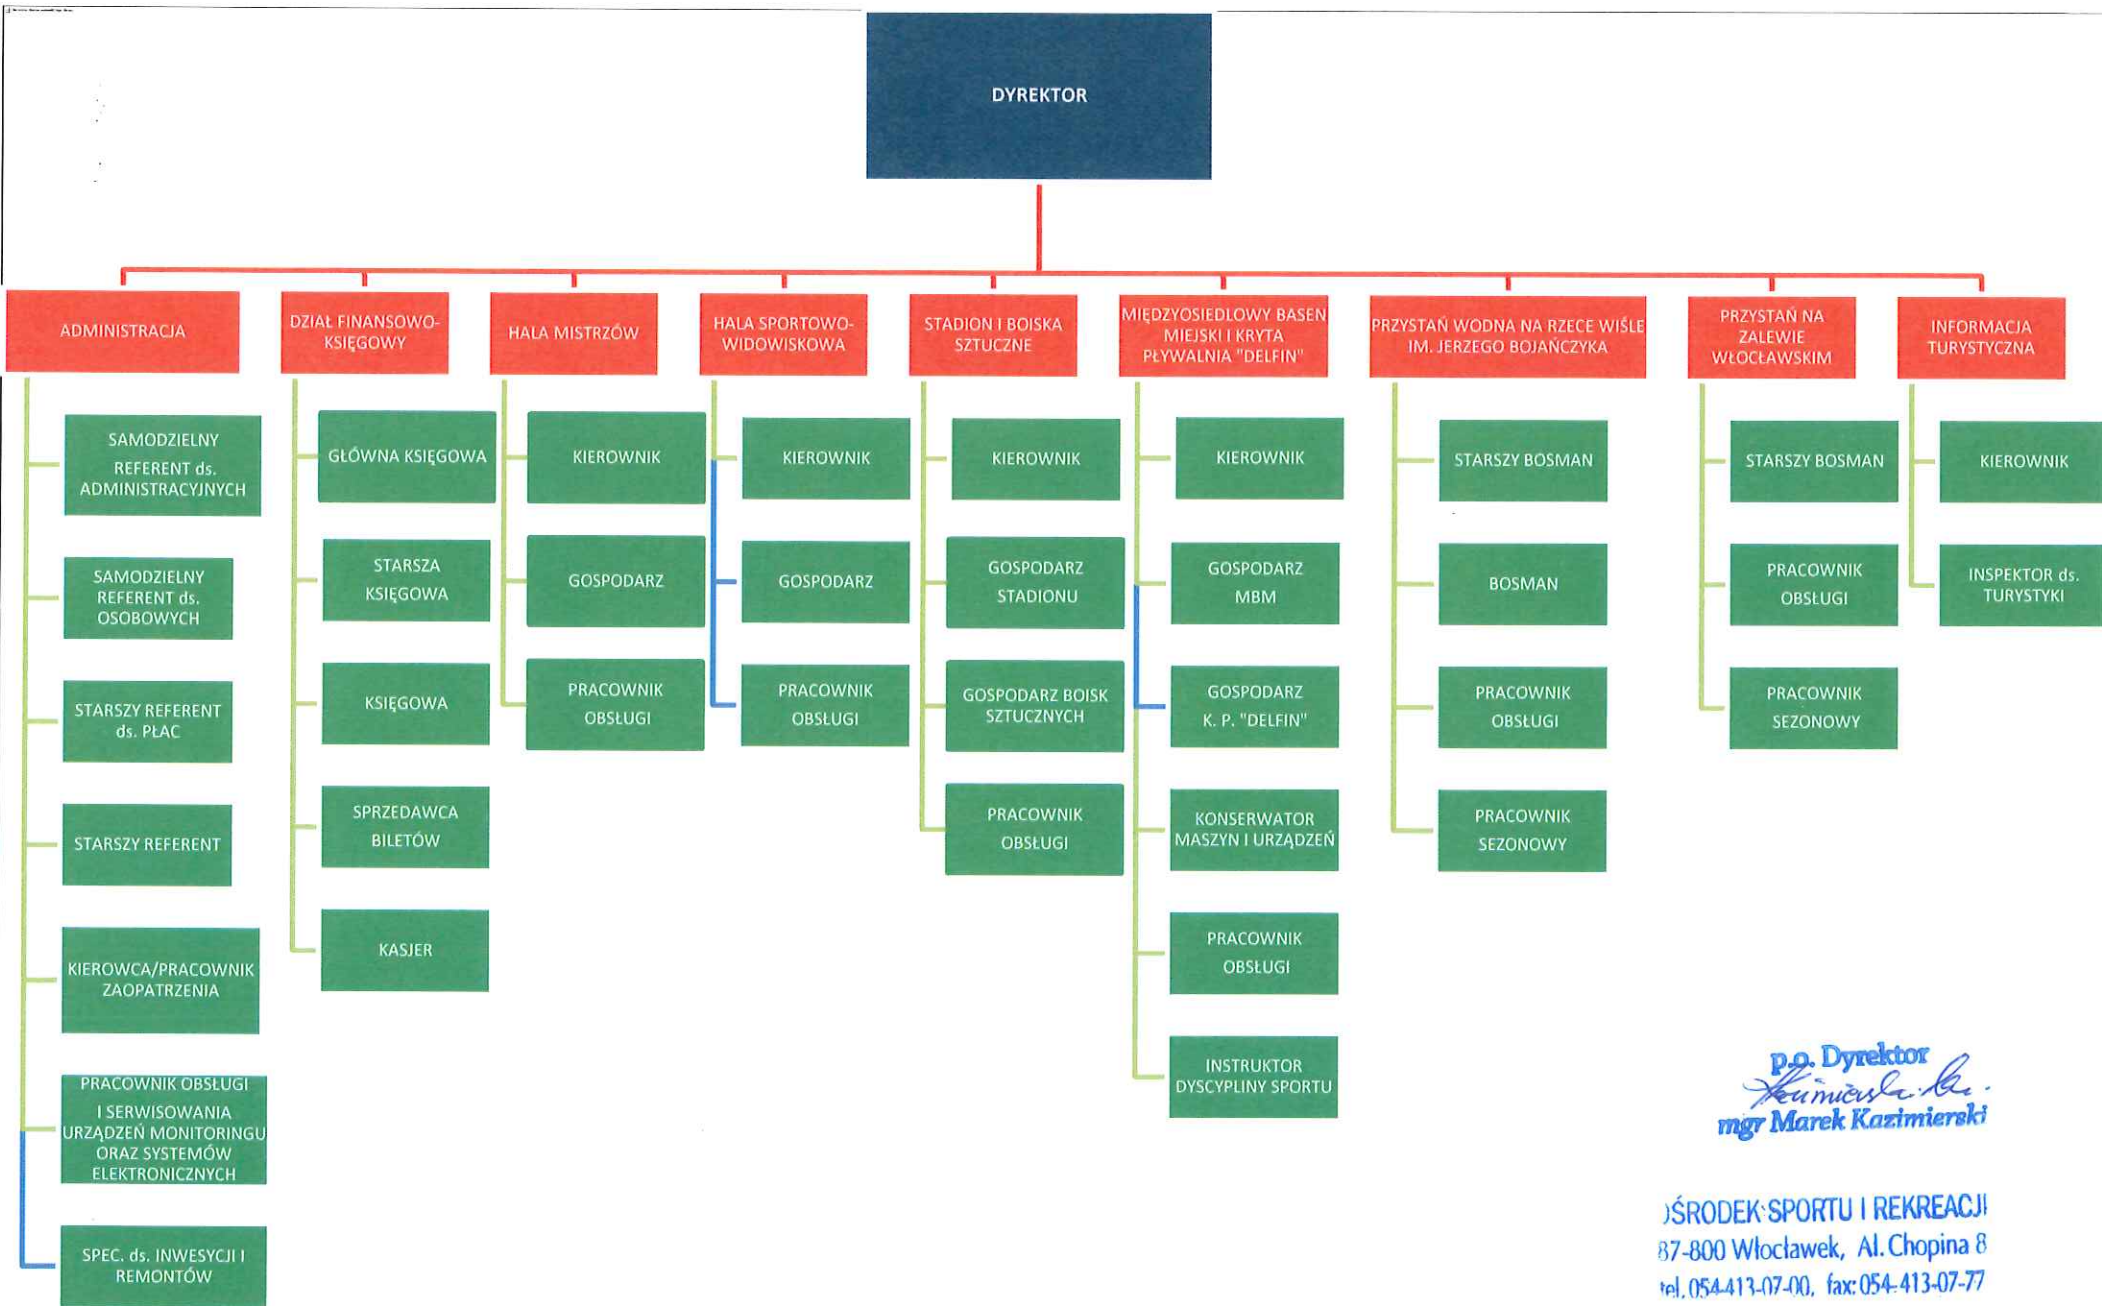 DYREKTOR
ADMINISTRACJA
SAMODZIELNY
REFERENT ds.
ADMINISTRACYJNYCH
SAMODZIELNY
REFERENT ds.
OSOBOWYCH
STARSZY REFERENT
ds. PŁAC
STARSZY REFERENT
KIEROWCA/PRACOWNIK
ZAOPATRZENIA
PRACOWNIK OBSŁUGI
I SERWISOWANIA
URZĄDZEŃ MONITORINGU
ORAZ SYSTEMÓW
ELEKTRONICZNYCH
SPEC. ds. INWESYCJI I
REMONTÓW
DZIAŁ FINANSOWO-
KSIĘGOWY
GŁÓWNA KSIĘGOWA
STARSZA
KSIĘGOWA
KSIĘGOWA
SPRZEDAWCA
BILETÓW
KASJER
HALA MISTRZÓW
KIEROWNIK
GOSPODARZ
PRACOWNIK
OBSŁUGI
HALA SPORTOWO-
WIDOWISKOWA
KIEROWNIK
GOSPODARZ
PRACOWNIK
OBSŁUGI
STADION I BOISKA
SZTUCZNE
KIEROWNIK
GOSPODARZ
STADIONU
GOSPODARZ BOISK
SZTUCZNYCH
PRACOWNIK
OBSŁUGI
MIĘDZYOSIEDLOWY BASEN
MIEJSKI I KRYTA
PŁYWALNIA "DELFIN"
KIEROWNIK
GOSPODARZ
MBM
GOSPODARZ
K. P. "DELFIN"
KONSERWATOR
MASZYN I URZĄDZEŃ
PRACOWNIK
OBSŁUGI
INSTRUKTOR
DYSCYPLINY SPORTU
PRZYSTAŃ WODNA NA RZECE WIŚLE
IM. JERZEGO BOJAŃCZYKA
STARSZY BOSMAN
BOSMAN
PRACOWNIK
OBSŁUGI
PRACOWNIK
SEZONOWY
PRZYSTAŃ NA
ZALEWIE
WŁOCŁAWSKIM
STARSZY BOSMAN
PRACOWNIK
OBSŁUGI
PRACOWNIK
SEZONOWY
INFORMACJA
TURYSTYCZNA
KIEROWNIK
INSPEKTOR ds.
TURYSTYKI
p.o. Dyrektor
mgr Marek Kazimierski
OŚRODEK SPORTU I REKREACJI
87-800 Włocławek, Al. Chopina 8
tel. 054-413-07-00, fax: 054-413-07-77